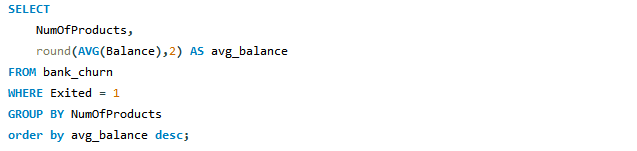 SELECT
    NumOfProducts,
    round(AVG(Balance),2) AS avg_balance
FROM bank_churn
WHERE Exited = 1
GROUP BY NumOfProducts
order by avg_balance desc;